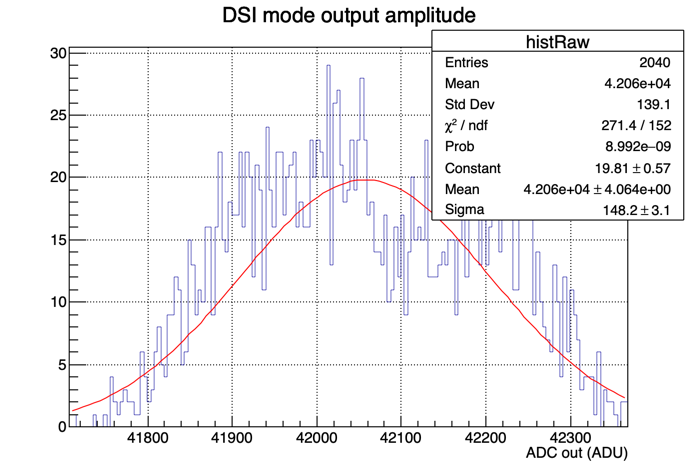 DSI mode output amplitude
histRaw
Entries 2040
Mean 4.206e+04
Std Dev 139.1
χ² / ndf 271.4 / 152
Prob 8.992e−09
Constant 19.81 ± 0.57
Mean 4.206e+04 ± 4.064e+00
Sigma 148.2 ± 3.1
30
25
20
15
10
5
0
41800 41900 42000 42100 42200 42300
ADC out (ADU)